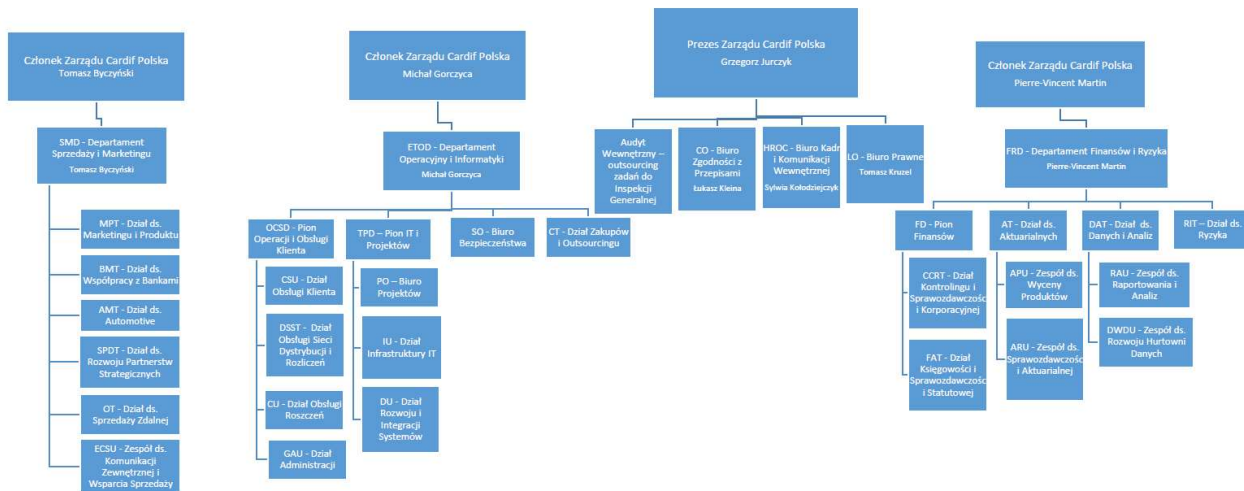 Członek Zarządu Cardif Polska
Tomasz Byczyński
SMD - Departament
Sprzedaży i Marketingu
Tomasz Byczyński
MPT - Dział ds.
Marketingu i Produktu
BMT - Dział ds.
Współpracy z Bankami
AMT - Dział ds.
Automotive
SPDT - Dział ds.
Rozwoju Partnerstw
Strategicznych
OT - Dział ds.
Sprzedaży Zdalnej
ECSU - Zespół ds.
Komunikacji
Zewnętrznej i
Wsparcia Sprzedaży
Członek Zarządu Cardif Polska
Michał Gorczyca
ETOD - Departament
Operacyjny i Informatyki
Michał Gorczyca
OCSD - Pion
Operacji i Obsługi
Klienta
CSU - Dział
Obsługi Klienta
DSST - Dział
Obsługi Sieci
Dystrybucji i
Rozliczeń
CU - Dział Obsługi
Roszczeń
GAU - Dział
Administracji
TPD – Pion IT i
Projektów
PO – Biuro
Projektów
IU - Dział
Infrastruktury IT
DU - Dział
Rozwoju i
Integracji
Systemów
SO - Biuro
Bezpieczeństwa
CT - Dział Zakupów
i Outsourcingu
Prezes Zarządu Cardif Polska
Grzegorz Jurczyk
Audyt
Wewnętrzny –
outsourcing
zadań do
Inspekcji
Generalnej
CO - Biuro
Zgodności z
Przepisami
Łukasz Kleina
HROC - Biuro Kadr
i Komunikacji
Wewnętrznej
Sylwia Kołodziejczyk
LO - Biuro Prawne
Tomasz Kruzel
Członek Zarządu Cardif Polska
Pierre-Vincent Martin
FRD - Departament Finansów i Ryzyka
Pierre-Vincent Martin
FD - Pion
Finansów
CCRT - Dział
Kontrolingu i
Sprawozdawczośc
i Korporacyjnej
FAT - Dział
Księgowości i
Sprawozdawczośc
i Statutowej
AT - Dział ds.
Aktuarialnych
APU - Zespół ds.
Wyceny
Produktów
ARU - Zespół ds.
Sprawozdawczośc
i Aktuarialnej
DAT - Dział ds.
Danych i Analiz
RAU - Zespół ds.
Raportowania i
Analiz
DWDU - Zespół ds.
Rozwoju Hurtowni
Danych
RIT – Dział ds.
Ryzyka